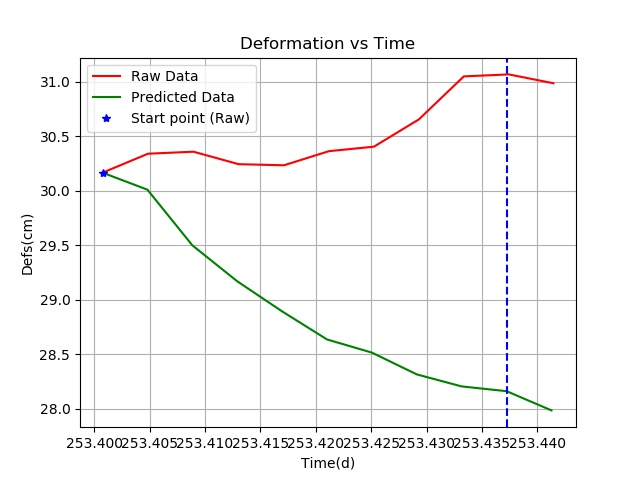 Deformation vs Time
Raw Data
Predicted Data
Start point (Raw)
31.0
30.5
30.0
29.5
29.0
28.5
28.0
Defs(cm)
253.400 253.405 253.410 253.415 253.420 253.425 253.430 253.435 253.440
Time(d)